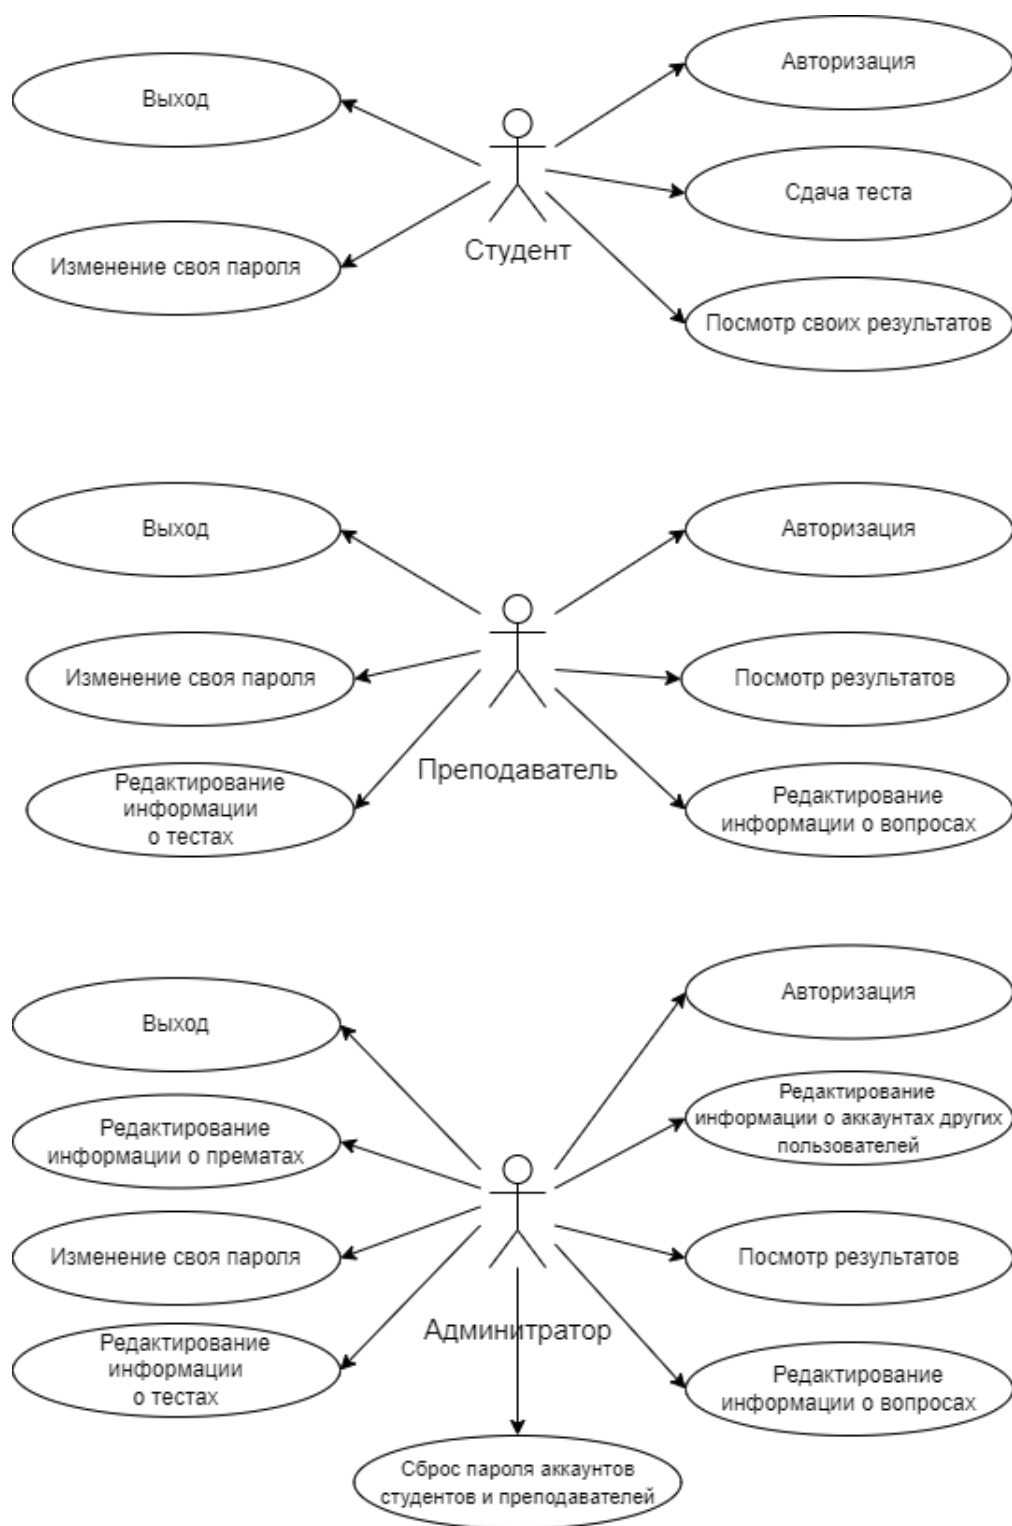 Авторизация
Выход
Сдача теста
Студент
Изменение своя пароля
Посмотр своих результатов
Выход
Авторизация
Изменение своя пароля
Посмотр результатов
Преподаватель
Редактирование
информации
о тестах
Редактирование
информации о вопросах
Авторизация
Выход
Редактирование
информации о аккаунтах других
пользователей
Редактирование
информации о прематах
Изменение своя пароля
Посмотр результатов
Админитратор
Редактирование
информации
о тестах
Редактирование
информации о вопросах
Сброс пароля аккаунтов
студентов и преподавателей